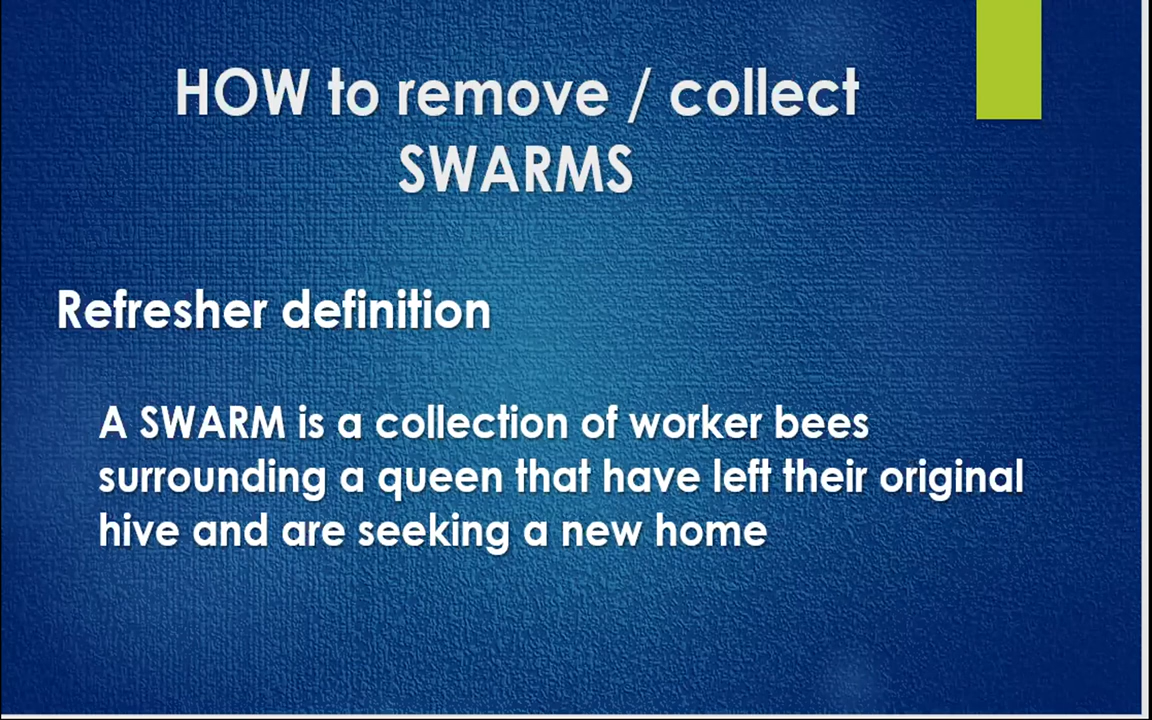 HOW to remove / collect
SWARMS
Refresher definition
A SWARM is a collection of worker bees
surrounding a queen that have left their original
hive and are seeking a new home